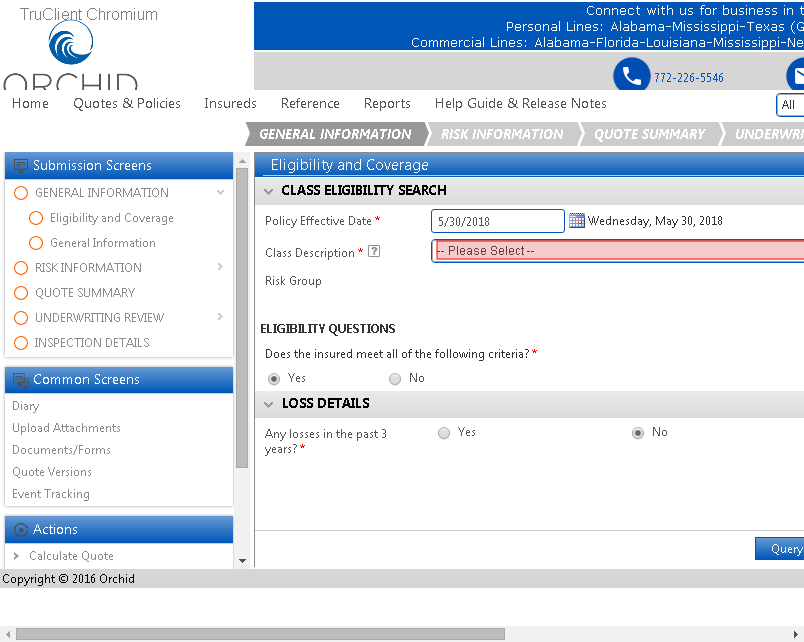 TruClient Chromium
ORCHID
Connect with us for business in
Personal Lines: Alabama-Mississippi-Texas
Commercial Lines: Alabama-Florida-Louisiana-Mississippi-
772-226-5546
Home Quotes & Policies Insureds Reference Reports Help Guide & Release Notes
All
GENERAL INFORMATION RISK INFORMATION QUOTE SUMMARY
Submission Screens
GENERAL INFORMATION
Eligibility and Coverage
General Information
RISK INFORMATION
QUOTE SUMMARY
UNDERWRITING REVIEW
INSPECTION DETAILS
Common Screens
Diary
Upload Attachments
Documents/Forms
Quote Versions
Event Tracking
Actions
Calculate Quote
Eligibility and Coverage
CLASS ELIGIBILITY SEARCH
Policy Effective Date * 5/30/2018 Wednesday, May 30, 2018
Class Description * ? -- Please Select --
Risk Group
ELIGIBILITY QUESTIONS
Does the insured meet all of the following criteria? *
Yes No
LOSS DETAILS
Any losses in the past 3
years? * Yes No
Query
Copyright © 2016 Orchid